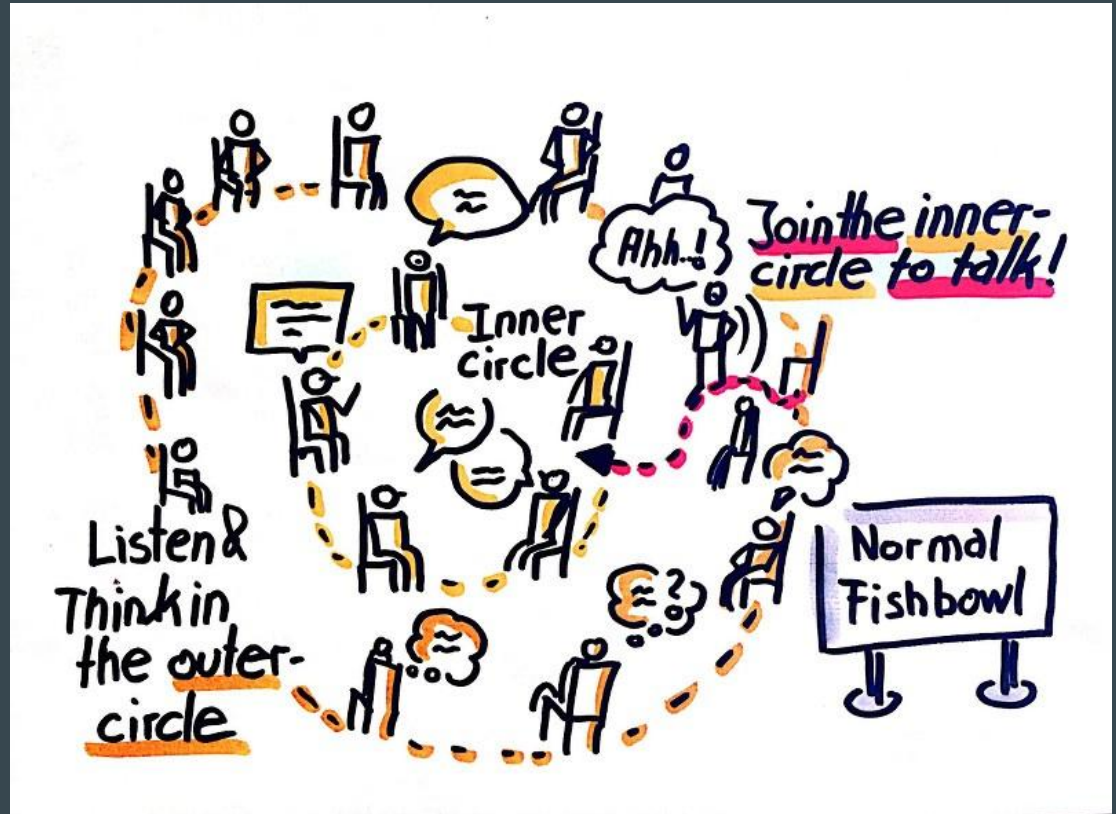 Ahh..!
Join the inner-
circle to talk!
Inner
circle
Listen &
Think in
the outer-
circle
Normal
Fishbowl